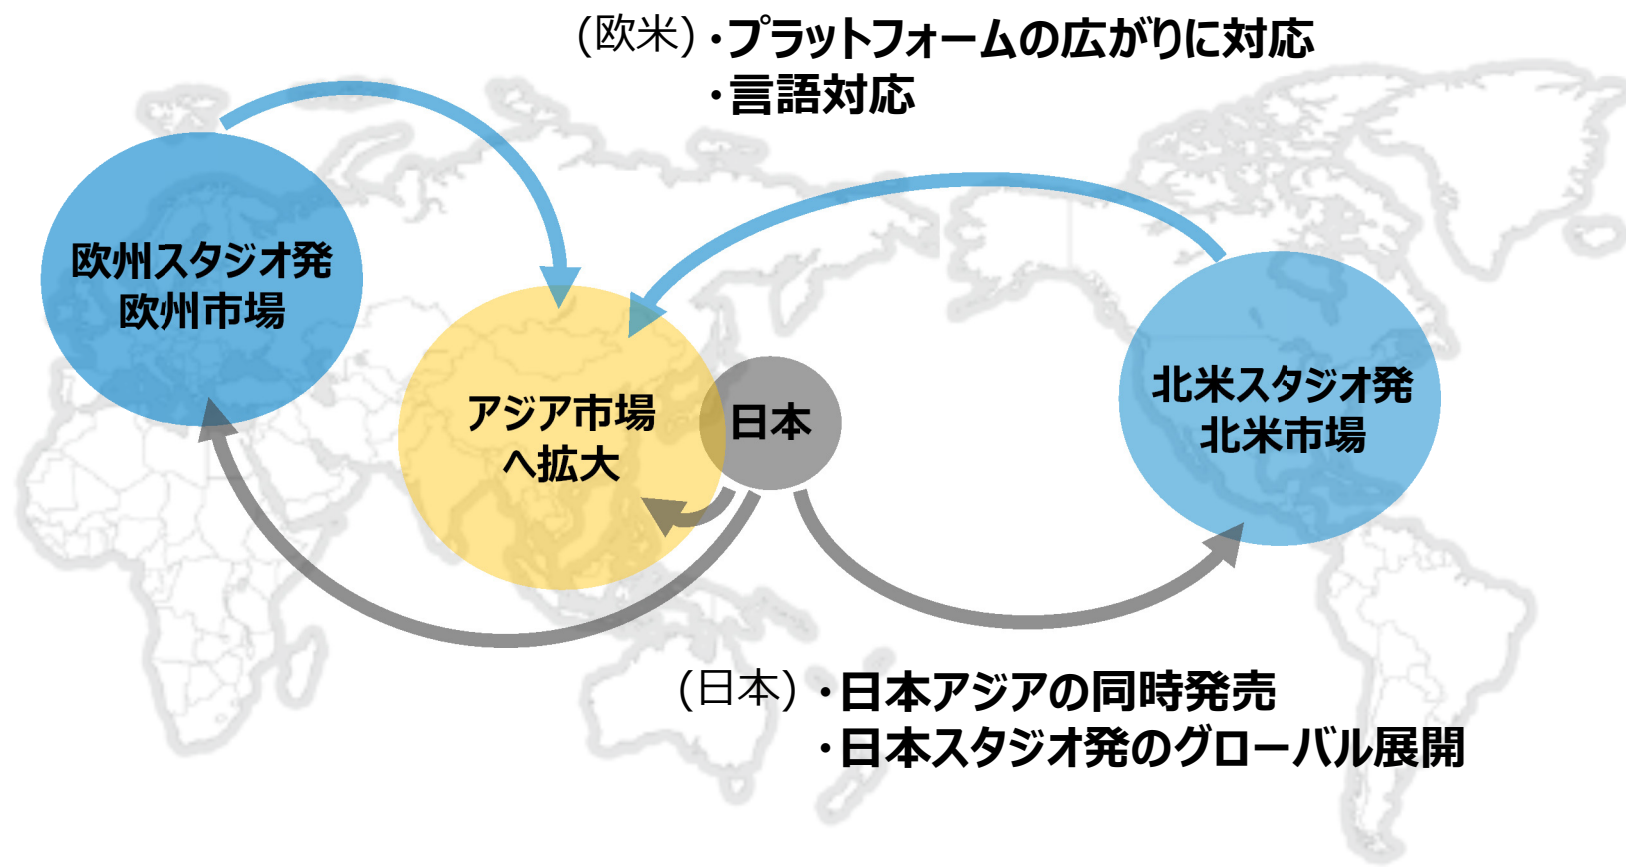 (欧米) ・プラットフォームの広がりに対応
・言語対応
欧州スタジオ発
欧州市場
アジア市場
へ拡大
日本
北米スタジオ発
北米市場
(日本) ・日本アジアの同時発売
・日本スタジオ発のグローバル展開